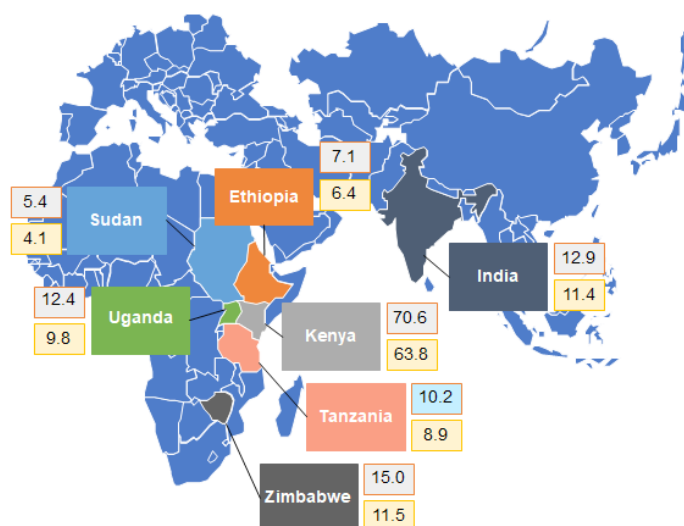 7.1
Ethiopia
6.4
5.4
Sudan
4.1
12.9
India
11.4
12.4
Uganda
9.8
70.6
Kenya
63.8
10.2
Tanzania
8.9
15.0
Zimbabwe
11.5